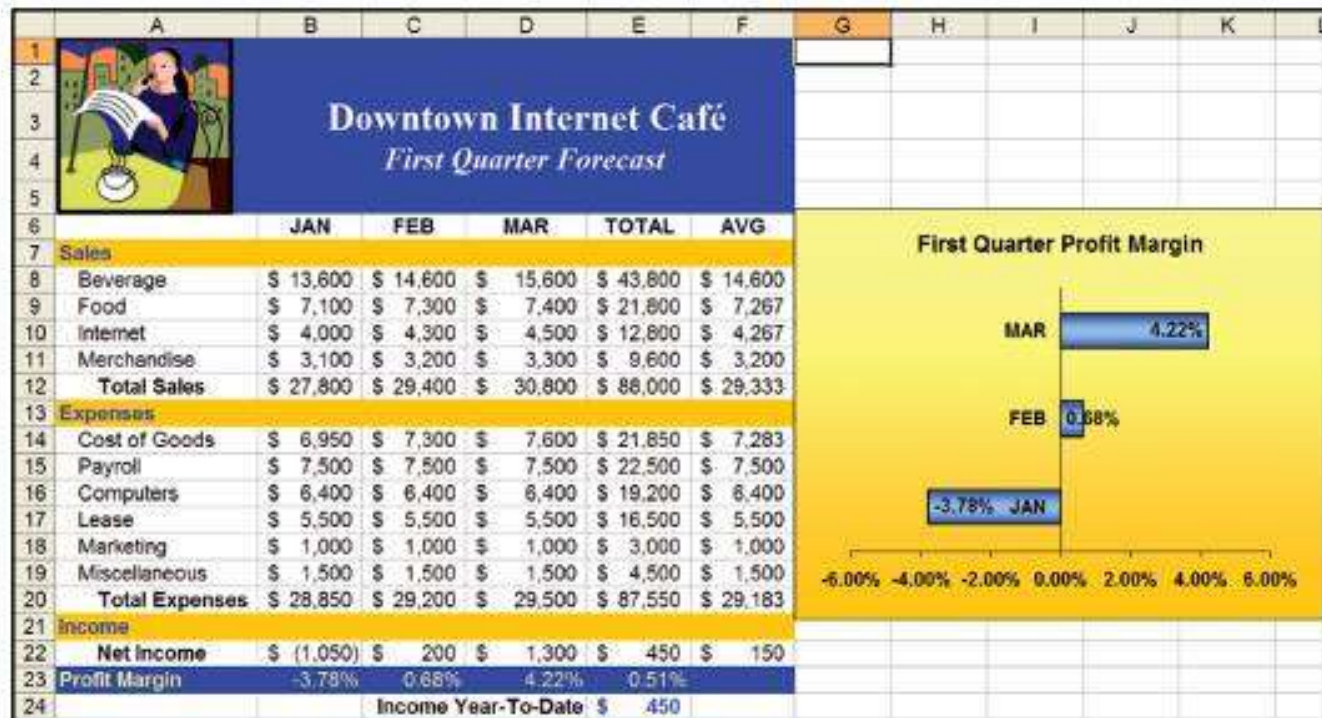 A B C D E F G H I J K L
1
2
3 Downtown Internet Café
4 First Quarter Forecast
5
6 JAN FEB MAR TOTAL AVG
7 Sales
8 Beverage $ 13,600 $ 14,600 $ 15,600 $ 43,800 $ 14,600
9 Food $ 7,100 $ 7,300 $ 7,400 $ 21,800 $ 7,267
10 Internet $ 4,000 $ 4,300 $ 4,500 $ 12,800 $ 4,267
11 Merchandise $ 3,100 $ 3,200 $ 3,300 $ 9,600 $ 3,200
12 Total Sales $ 27,800 $ 29,400 $ 30,800 $ 88,000 $ 29,333
13 Expenses
14 Cost of Goods $ 6,950 $ 7,300 $ 7,600 $ 21,850 $ 7,283
15 Payroll $ 7,500 $ 7,500 $ 7,500 $ 22,500 $ 7,500
16 Computers $ 6,400 $ 6,400 $ 6,400 $ 19,200 $ 6,400
17 Lease $ 5,500 $ 5,500 $ 5,500 $ 16,500 $ 5,500
18 Marketing $ 1,000 $ 1,000 $ 1,000 $ 3,000 $ 1,000
19 Miscellaneous $ 1,500 $ 1,500 $ 1,500 $ 4,500 $ 1,500
20 Total Expenses $ 28,850 $ 29,200 $ 29,500 $ 87,550 $ 29,183
21 Income
22 Net Income $ (1,050) $ 200 $ 1,300 $ 450 $ 150
23 Profit Margin -3.78% 0.68% 4.22% 0.51%
24 Income Year-To-Date $ 450
First Quarter Profit Margin
MAR 4.22%
FEB 0.68%
-3.78% JAN
-6.00% -4.00% -2.00% 0.00% 2.00% 4.00% 6.00%